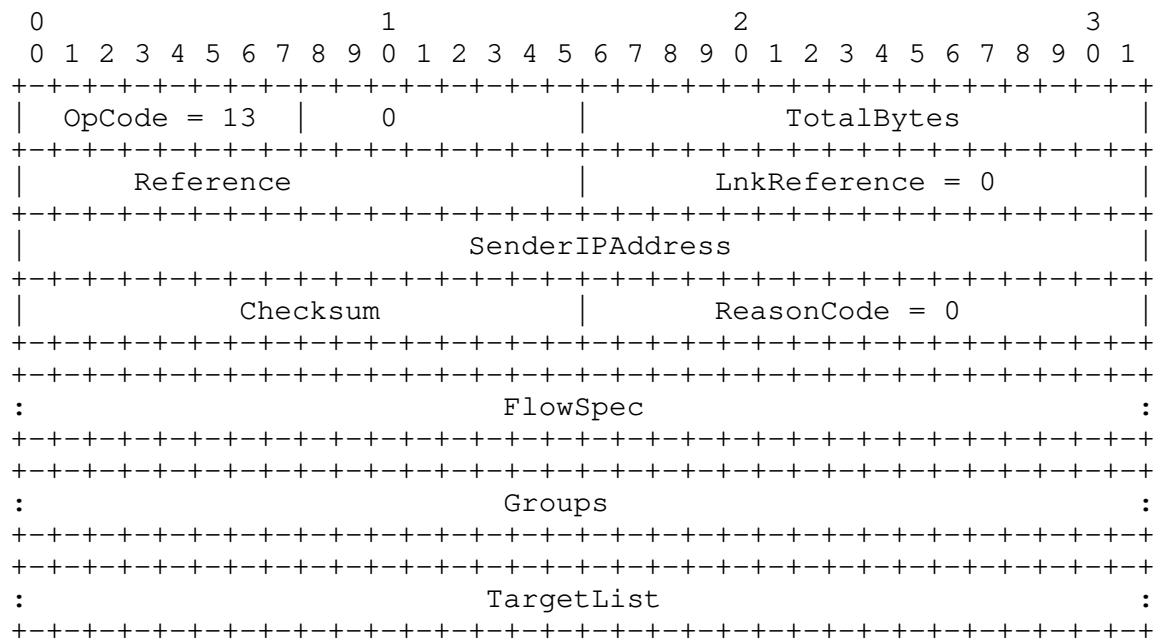 0                   1                   2                   3
 0 1 2 3 4 5 6 7 8 9 0 1 2 3 4 5 6 7 8 9 0 1 2 3 4 5 6 7 8 9 0 1
+-+-+-+-+-+-+-+-+-+-+-+-+-+-+-+-+-+-+-+-+-+-+-+-+-+-+-+-+-+-+-+-+
|  OpCode = 13  |    0          |           TotalBytes          |
+-+-+-+-+-+-+-+-+-+-+-+-+-+-+-+-+-+-+-+-+-+-+-+-+-+-+-+-+-+-+-+-+
|      Reference                |       LnkReference = 0        |
+-+-+-+-+-+-+-+-+-+-+-+-+-+-+-+-+-+-+-+-+-+-+-+-+-+-+-+-+-+-+-+-+
|                         SenderIPAddress                       |
+-+-+-+-+-+-+-+-+-+-+-+-+-+-+-+-+-+-+-+-+-+-+-+-+-+-+-+-+-+-+-+-+
|            Checksum           |       ReasonCode = 0          |
+-+-+-+-+-+-+-+-+-+-+-+-+-+-+-+-+-+-+-+-+-+-+-+-+-+-+-+-+-+-+-+-+
+-+-+-+-+-+-+-+-+-+-+-+-+-+-+-+-+-+-+-+-+-+-+-+-+-+-+-+-+-+-+-+-+
:                           FlowSpec                            :
+-+-+-+-+-+-+-+-+-+-+-+-+-+-+-+-+-+-+-+-+-+-+-+-+-+-+-+-+-+-+-+-+
+-+-+-+-+-+-+-+-+-+-+-+-+-+-+-+-+-+-+-+-+-+-+-+-+-+-+-+-+-+-+-+-+
:                           Groups                              :
+-+-+-+-+-+-+-+-+-+-+-+-+-+-+-+-+-+-+-+-+-+-+-+-+-+-+-+-+-+-+-+-+
+-+-+-+-+-+-+-+-+-+-+-+-+-+-+-+-+-+-+-+-+-+-+-+-+-+-+-+-+-+-+-+-+
:                          TargetList                           :
+-+-+-+-+-+-+-+-+-+-+-+-+-+-+-+-+-+-+-+-+-+-+-+-+-+-+-+-+-+-+-+-+